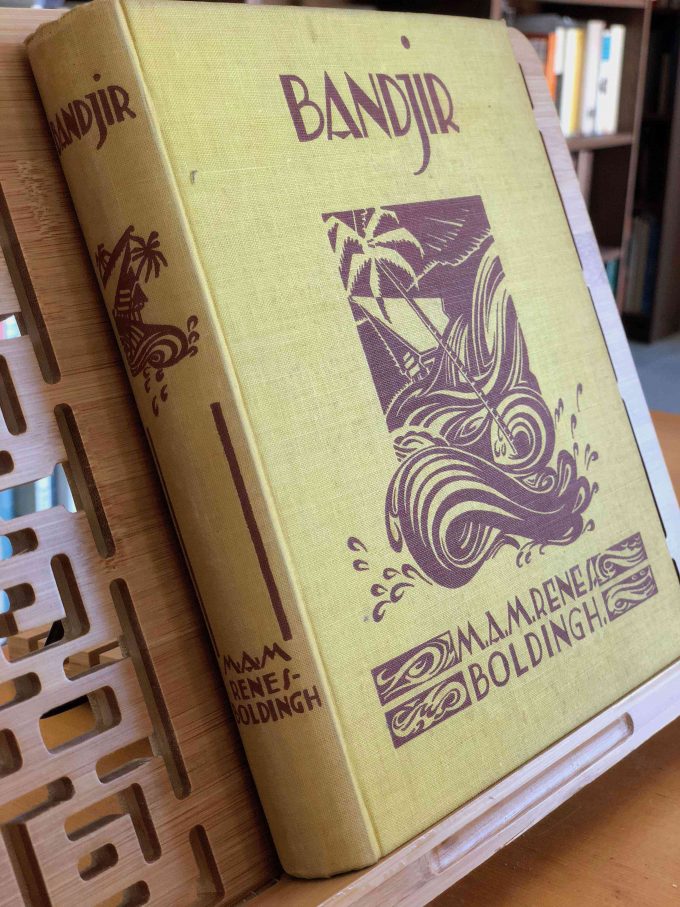 BANDjIR
M.A.M. RENES.
BOLDINGH.
BANDjIR
M.A.M
RENES-
BOLDINGH